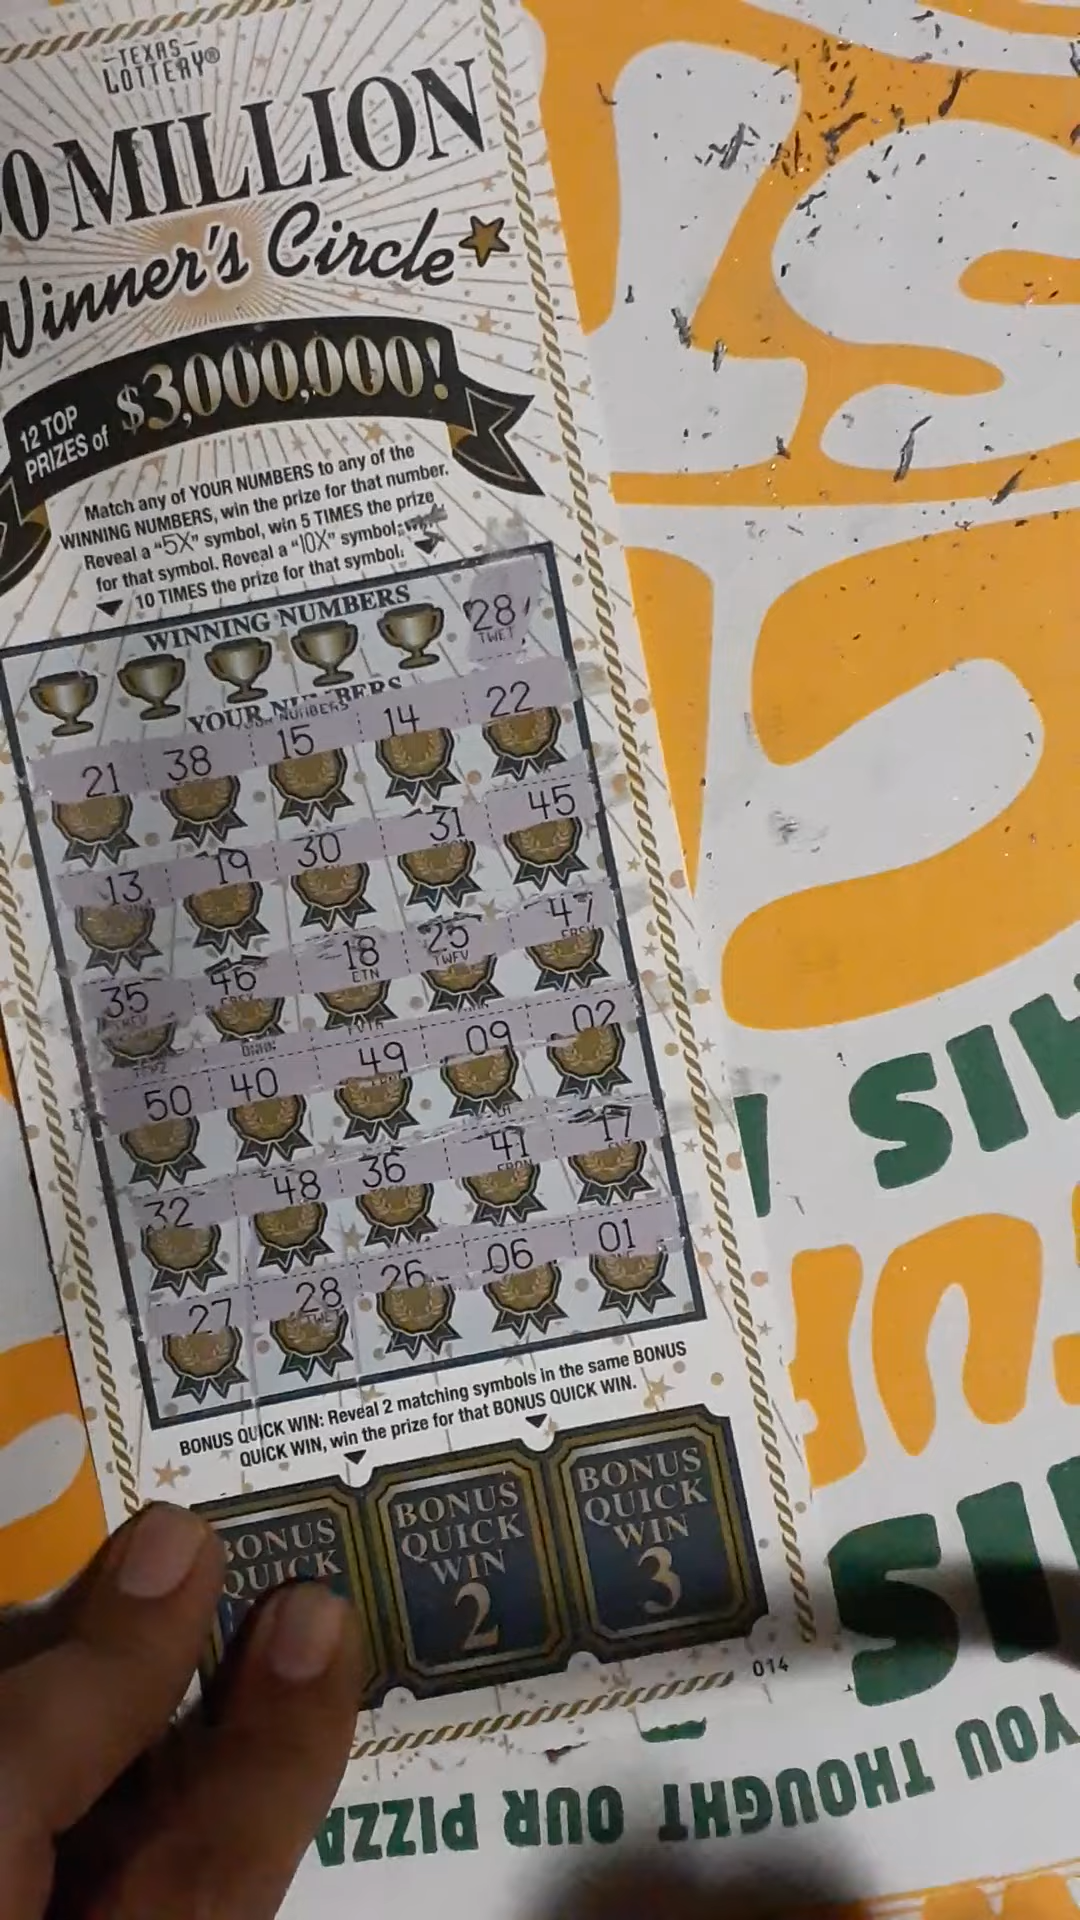 TEXAS
LOTTERY®
0 MILLION
Winner's Circle
12 TOP
PRIZES of $3,000,000!
Match any of YOUR NUMBERS to any of the
WINNING NUMBERS, win the prize for that number.
Reveal a "5X" symbol, win 5 TIMES the prize
for that symbol. Reveal a "10X" symbol,
10 TIMES the prize for that symbol.
WINNING NUMBERS
28
TWET
YOUR NUMBERS
21 38 15 14 22
13 19 30 31 45
35 46 18 25 47
ETN TWFV
50 40 49 09 02
32 48 36 41 17
27 28 26 06 01
BONUS QUICK WIN: Reveal 2 matching symbols in the same BONUS
QUICK WIN, win the prize for that BONUS QUICK WIN.
BONUS
QUICK
BONUS
QUICK
WIN
2
BONUS
QUICK
WIN
3
014
YOU THOUGHT OUR PIZZA